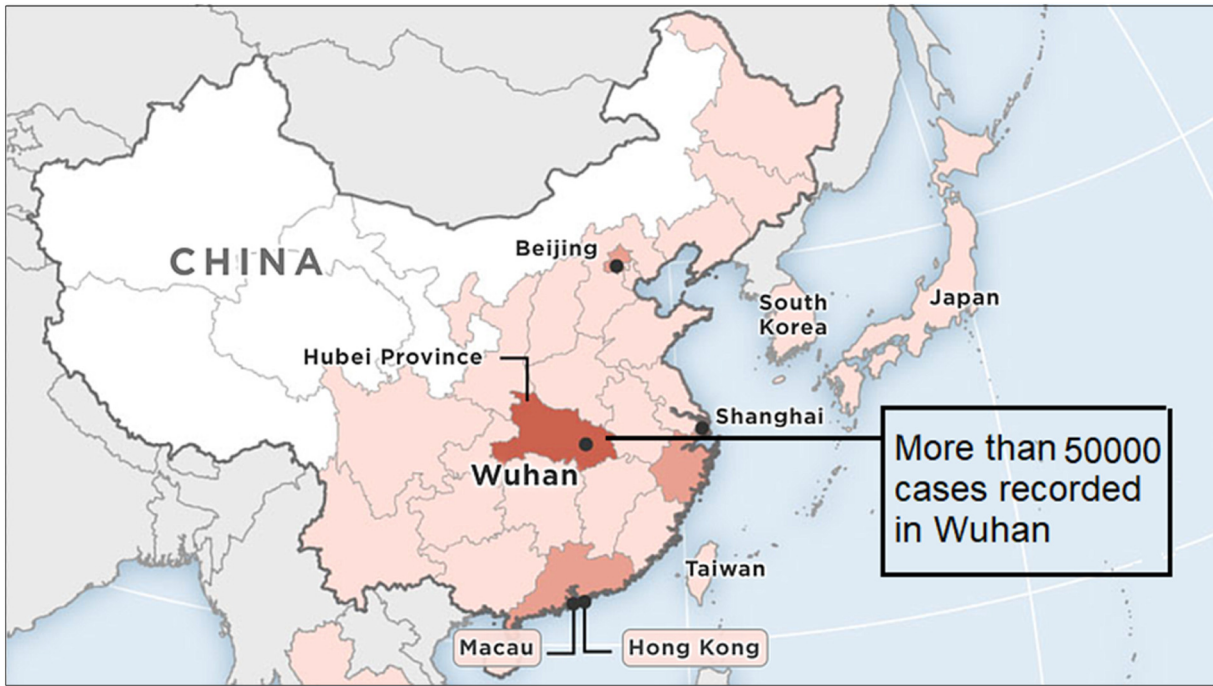 Beijing
CHINA
South
Korea
Japan
Hubei Province
Shanghai
More than 50000
cases recorded
in Wuhan
Wuhan
Taiwan
Macau
Hong Kong